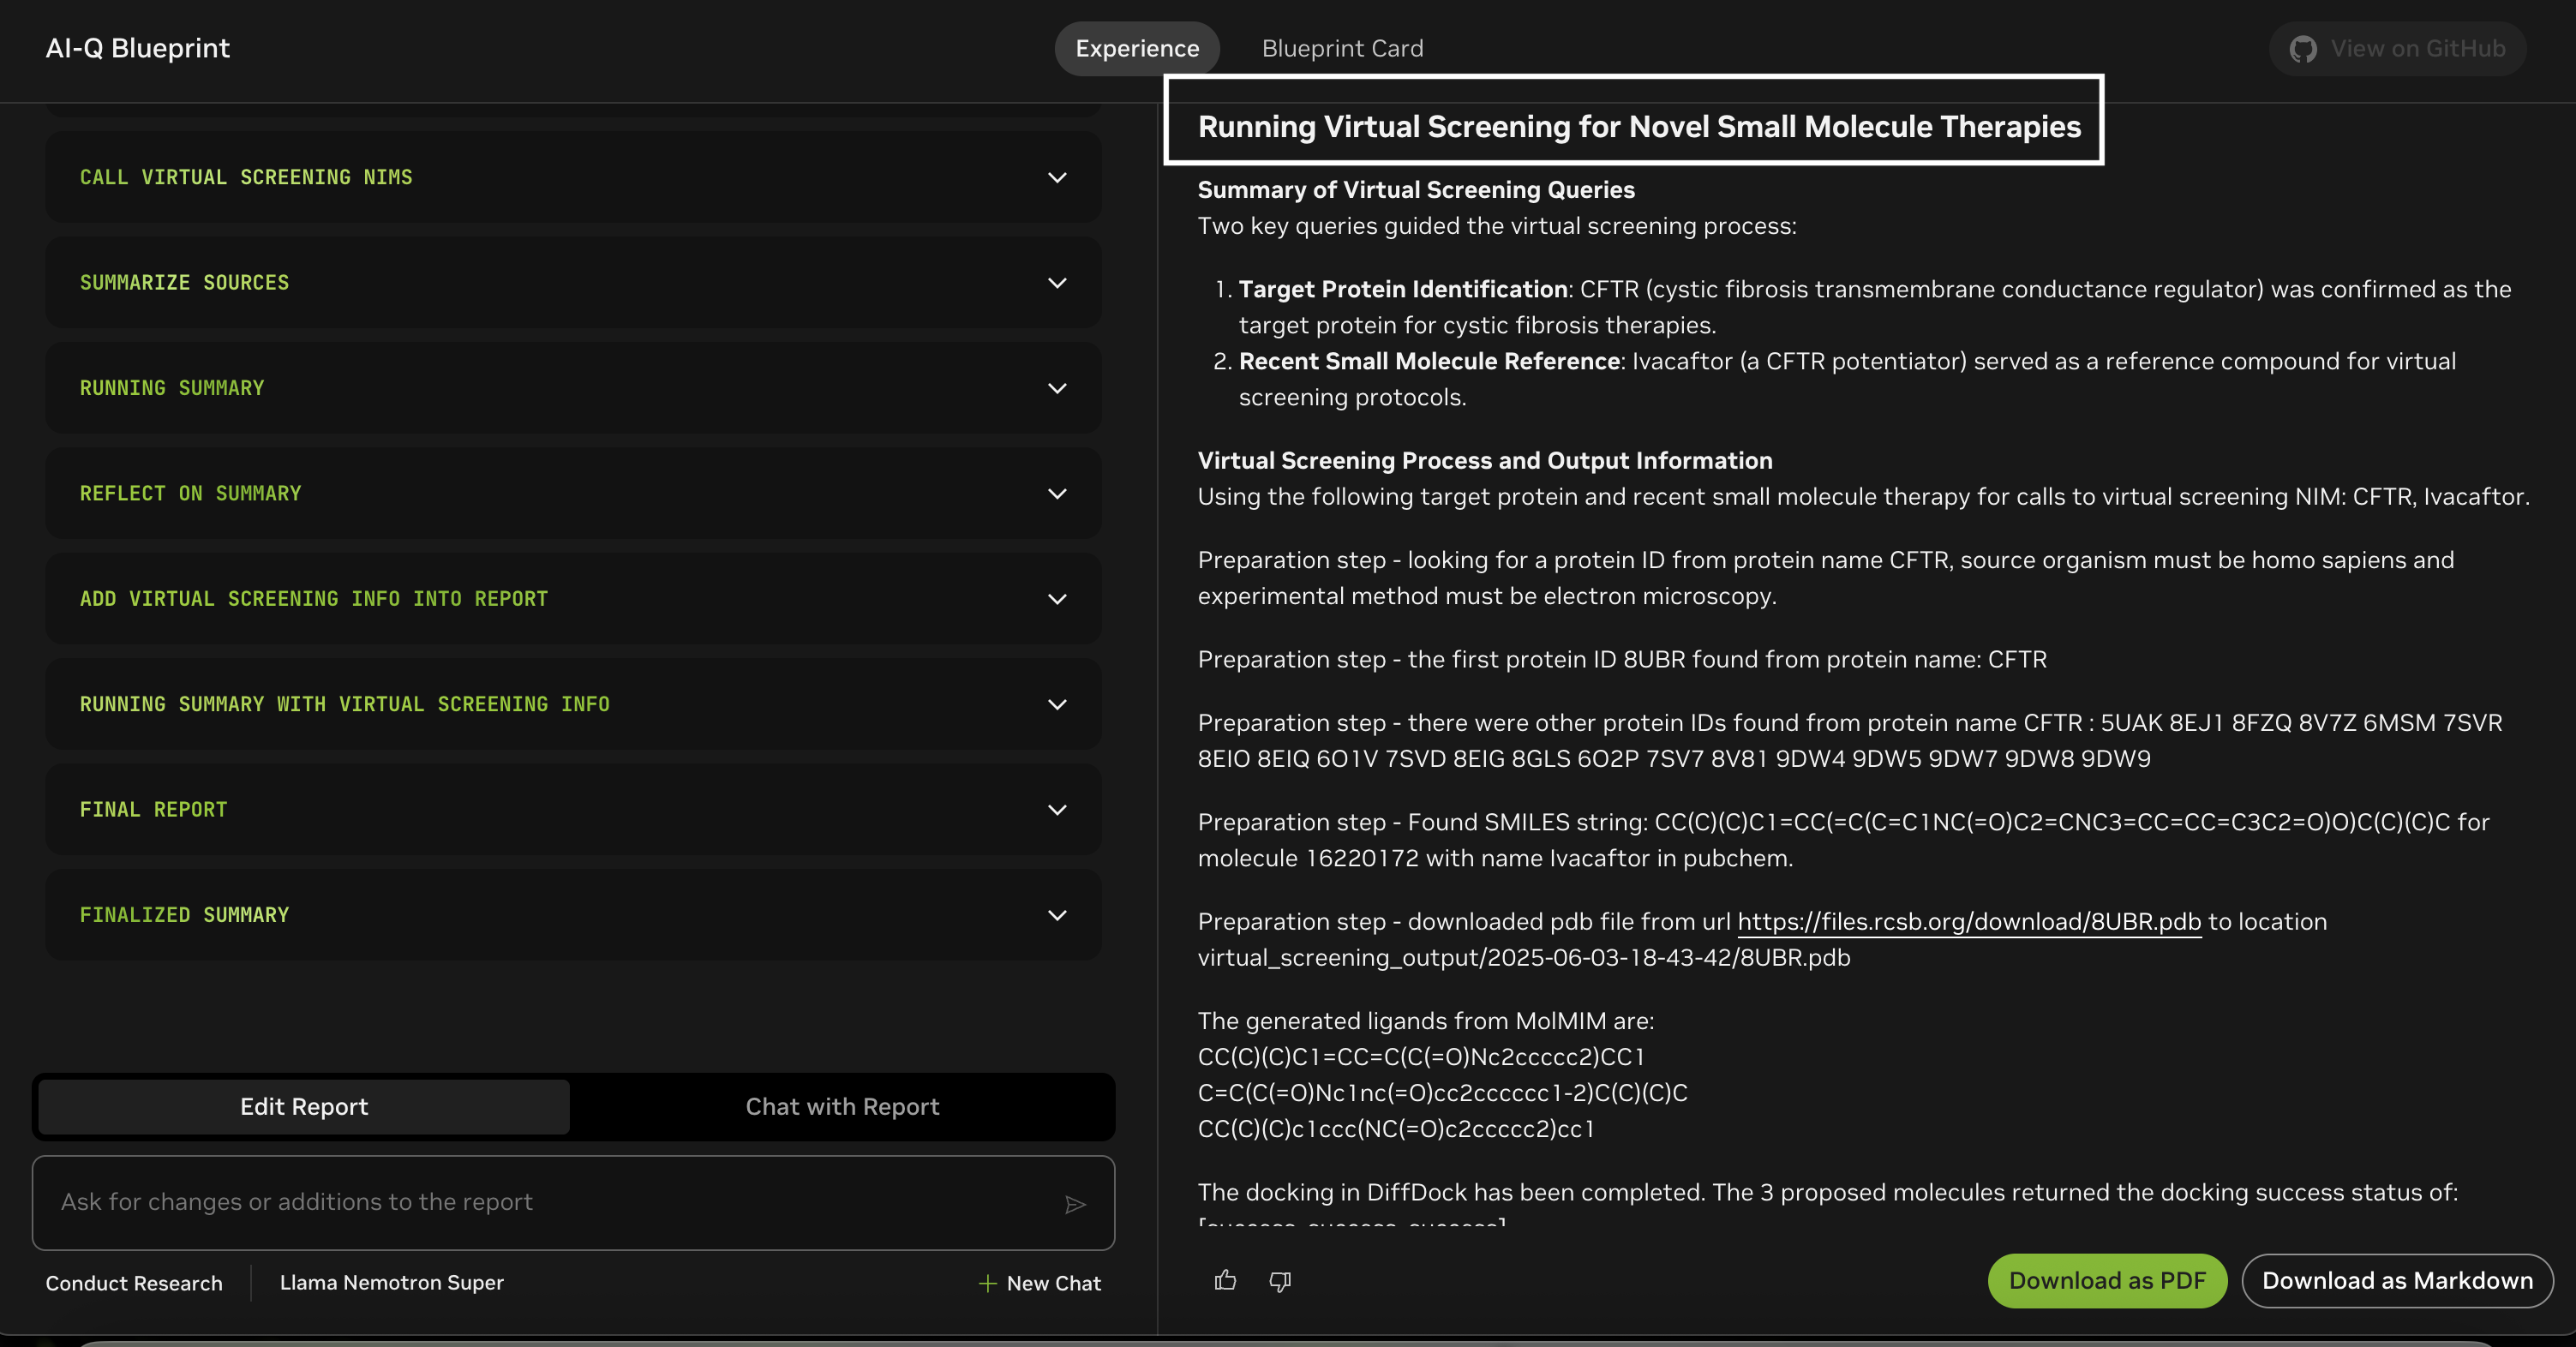 AI-Q Blueprint
Experience
Blueprint Card
View on GitHub
CALL VIRTUAL SCREENING NIMS
SUMMARIZE SOURCES
RUNNING SUMMARY
REFLECT ON SUMMARY
ADD VIRTUAL SCREENING INFO INTO REPORT
RUNNING SUMMARY WITH VIRTUAL SCREENING INFO
FINAL REPORT
FINALIZED SUMMARY
Edit Report
Chat with Report
Ask for changes or additions to the report
Conduct Research
Llama Nemotron Super
New Chat
Running Virtual Screening for Novel Small Molecule Therapies
Summary of Virtual Screening Queries
Two key queries guided the virtual screening process:
1. Target Protein Identification: CFTR (cystic fibrosis transmembrane conductance regulator) was confirmed as the
target protein for cystic fibrosis therapies.
2. Recent Small Molecule Reference: Ivacaftor (a CFTR potentiator) served as a reference compound for virtual
screening protocols.
Virtual Screening Process and Output Information
Using the following target protein and recent small molecule therapy for calls to virtual screening NIM: CFTR, Ivacaftor.
Preparation step - looking for a protein ID from protein name CFTR, source organism must be homo sapiens and
experimental method must be electron microscopy.
Preparation step - the first protein ID 8UBR found from protein name: CFTR
Preparation step - there were other protein IDs found from protein name CFTR : 5UAK 8EJ1 8FZQ 8V7Z 6MSM 7SVR
8EIO 8EIQ 6O1V 7SVD 8EIG 8GLS 6O2P 7SV7 8V81 9DW4 9DW5 9DW7 9DW8 9DW9
Preparation step - Found SMILES string: CC(C)(C)C1=CC(=C(C=C1NC(=O)C2=CNC3=CC=CC=C3C2=O)O)C(C)(C)C for
molecule 16220172 with name Ivacaftor in pubchem.
Preparation step - downloaded pdb file from url https://files.rcsb.org/download/8UBR.pdb to location
virtual_screening_output/2025-06-03-18-43-42/8UBR.pdb
The generated ligands from MolMIM are:
CC(C)(C)C1=CC=C(C(=O)Nc2ccccc2)CC1
C=C(C(=O)Nc1nc(=O)cc2cccccc1-2)C(C)(C)C
CC(C)(C)c1ccc(NC(=O)c2ccccc2)cc1
The docking in DiffDock has been completed. The 3 proposed molecules returned the docking success status of:
Download as PDF
Download as Markdown